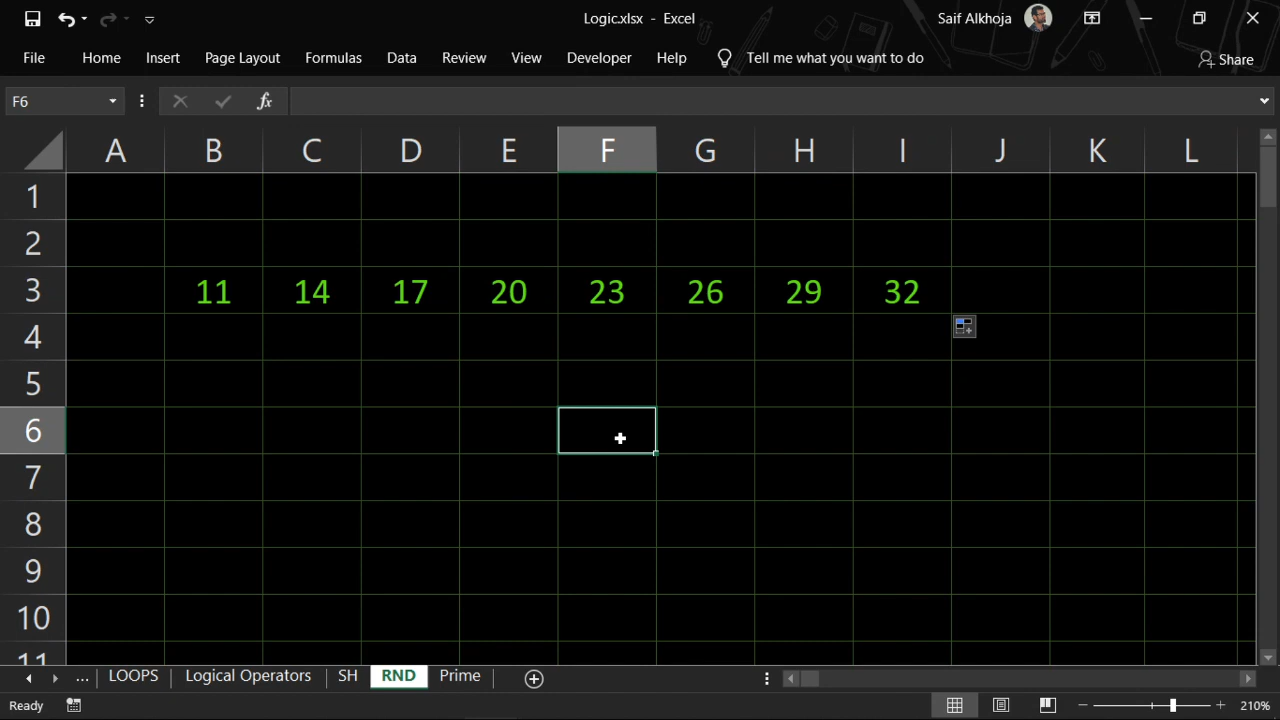 Logic.xlsx - Excel
Saif Alkhoja
File Home Insert Page Layout Formulas Data Review View Developer Help Tell me what you want to do Share
F6 fx
A B C D E F G H I J K L
1
2
3 11 14 17 20 23 26 29 32
4
5
6
7
8
9
10
11
... LOOPS Logical Operators SH RND Prime
Ready 210%